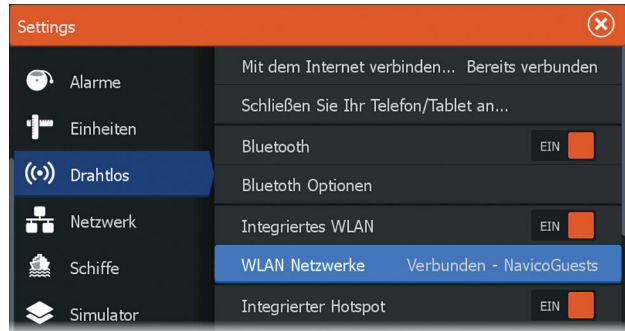 Settings
Alarme
Einheiten
Drahtlos
Netzwerk
Schiffe
Simulator
Mit dem Internet verbinden... Bereits verbunden
Schließen Sie Ihr Telefon/Tablet an...
Bluetooth EIN
Bluetoth Optionen
Integriertes WLAN EIN
WLAN Netzwerke Verbunden - NavicoGuests
Integrierter Hotspot EIN